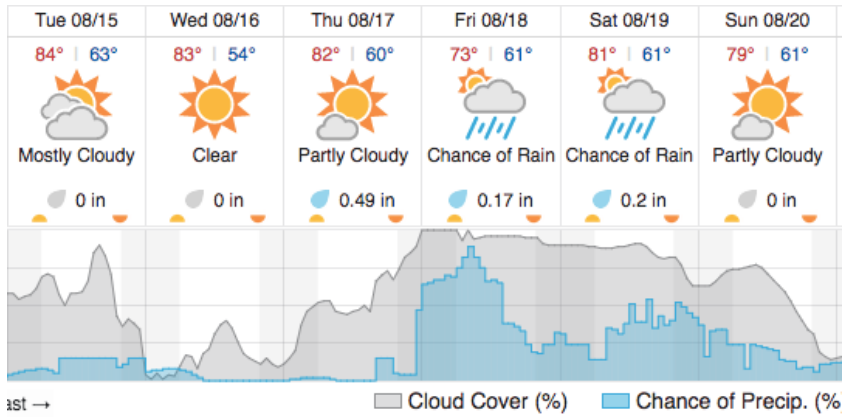 Tue 08/15 Wed 08/16 Thu 08/17 Fri 08/18 Sat 08/19 Sun 08/20
84° | 63° 83° | 54° 82° | 60° 73° | 61° 81° | 61° 79° | 61°
Mostly Cloudy Clear Partly Cloudy Chance of Rain Chance of Rain Partly Cloudy
0 in 0 in 0.49 in 0.17 in 0.2 in 0 in
ast → Cloud Cover (%) Chance of Precip. (%